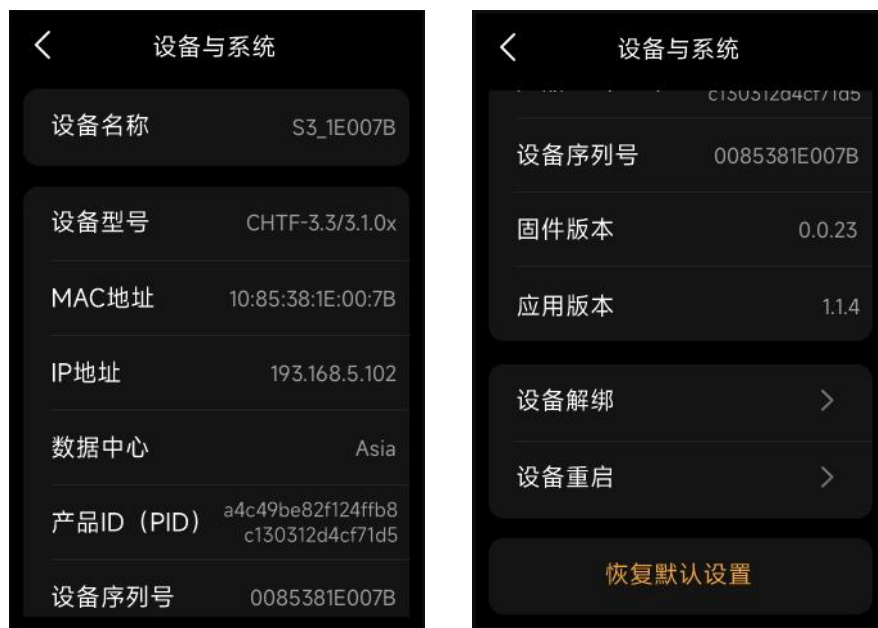 设备与系统
设备名称 S3_1E007B
设备型号 CHTF-3.3/3.1.0x
MAC地址 10:85:38:1E:00:7B
IP地址 193.168.5.102
数据中心 Asia
产品ID（PID） a4c49be82f124ffb8
c130312d4cf71d5
设备序列号 0085381E007B
设备与系统
c130312d4cf71d5
设备序列号 0085381E007B
固件版本 0.0.23
应用版本 1.1.4
设备解绑
设备重启
恢复默认设置